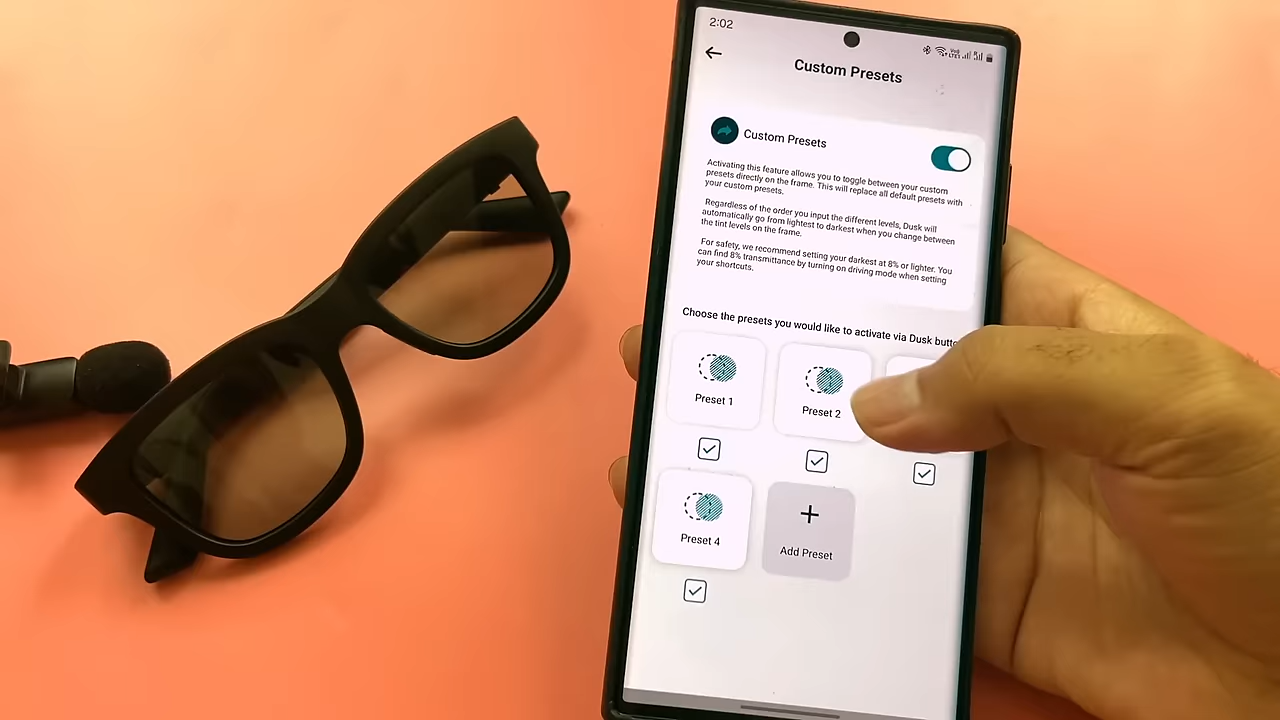 2:02
Custom Presets
Custom Presets
Activating this feature allows you to toggle between your custom
presets directly on the frame. This will replace all default presets with
your custom presets.
Regardless of the order you input the different levels, Dusk will
automatically go from lightest to darkest when you change between
the tint levels on the frame.
For safety, we recommend setting your darkest at 8% or lighter. You
can find 8% transmittance by turning on driving mode when setting
your shortcuts.
Choose the presets you would like to activate via Dusk butto
Preset 1
Preset 2
Preset 4
Add Preset